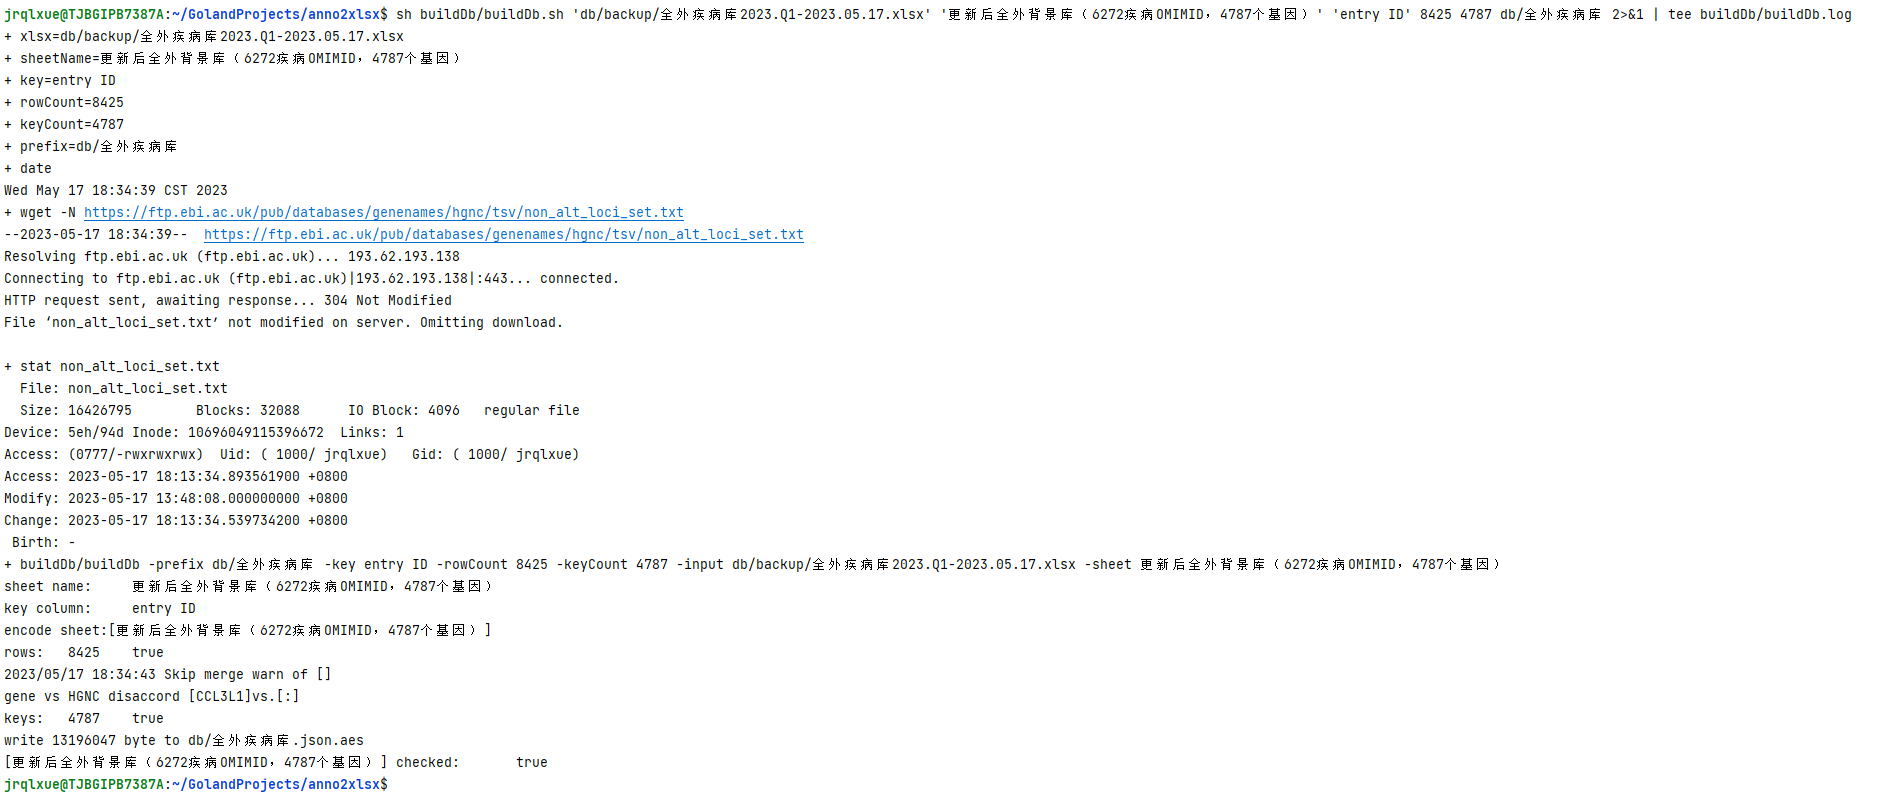 jrqlxue@TJBGIPB7387A:~/GolandProjects/anno2xlsx$ sh buildDb/buildDb.sh 'db/backup/全外疾病库2023.Q1-2023.05.17.xlsx' '更新后全外背景库（6272疾病OMIMID，4787个基因）' 'entry ID' 8425 4787 db/全外疾病库 2>&1 | tee buildDb/buildDb.log
+ xlsx=db/backup/全外疾病库2023.Q1-2023.05.17.xlsx
+ sheetName=更新后全外背景库（6272疾病OMIMID，4787个基因）
+ key=entry ID
+ rowCount=8425
+ keyCount=4787
+ prefix=db/全外疾病库
+ date
Wed May 17 18:34:39 CST 2023
+ wget -N https://ftp.ebi.ac.uk/pub/databases/genenames/hgnc/tsv/non_alt_loci_set.txt
--2023-05-17 18:34:39--  https://ftp.ebi.ac.uk/pub/databases/genenames/hgnc/tsv/non_alt_loci_set.txt
Resolving ftp.ebi.ac.uk (ftp.ebi.ac.uk)... 193.62.193.138
Connecting to ftp.ebi.ac.uk (ftp.ebi.ac.uk)|193.62.193.138|:443... connected.
HTTP request sent, awaiting response... 304 Not Modified
File ‘non_alt_loci_set.txt’ not modified on server. Omitting download.

+ stat non_alt_loci_set.txt
  File: non_alt_loci_set.txt
  Size: 16426795        Blocks: 32088      IO Block: 4096   regular file
Device: 5eh/94d Inode: 10696049115396672  Links: 1
Access: (0777/-rwxrwxrwx)  Uid: ( 1000/ jrqlxue)   Gid: ( 1000/ jrqlxue)
Access: 2023-05-17 18:13:34.893561900 +0800
Modify: 2023-05-17 13:48:08.000000000 +0800
Change: 2023-05-17 18:13:34.539734200 +0800
 Birth: -
+ buildDb/buildDb -prefix db/全外疾病库 -key entry ID -rowCount 8425 -keyCount 4787 -input db/backup/全外疾病库2023.Q1-2023.05.17.xlsx -sheet 更新后全外背景库（6272疾病OMIMID，4787个基因）
sheet name:     更新后全外背景库（6272疾病OMIMID，4787个基因）
key column:     entry ID
encode sheet:[更新后全外背景库（6272疾病OMIMID，4787个基因）]
rows:   8425    true
2023/05/17 18:34:43 Skip merge warn of []
gene vs HGNC disaccord [CCL3L1]vs.[:]
keys:   4787    true
write 13196047 byte to db/全外疾病库.json.aes
[更新后全外背景库（6272疾病OMIMID，4787个基因）] checked:       true
jrqlxue@TJBGIPB7387A:~/GolandProjects/anno2xlsx$